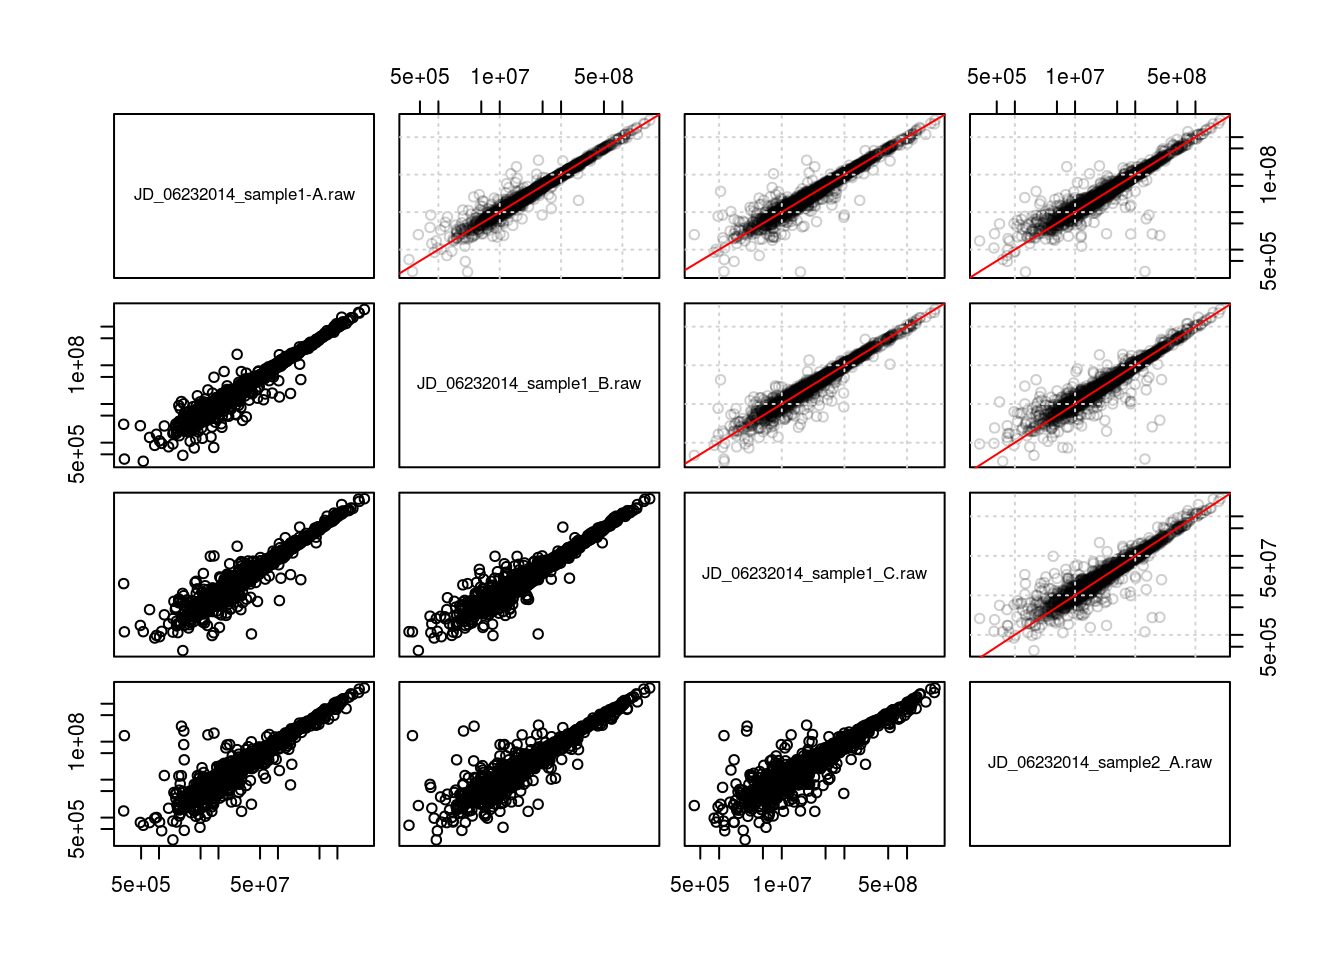 5e+05 1e+07 5e+08 5e+05 1e+07 5e+08
JD_06232014_sample1-A.raw
5e+05 1e+08
5e+05 1e+08
JD_06232014_sample1_B.raw
JD_06232014_sample1_C.raw
5e+05 5e+07
5e+05 1e+08
JD_06232014_sample2_A.raw
5e+05 5e+07 5e+05 1e+07 5e+08